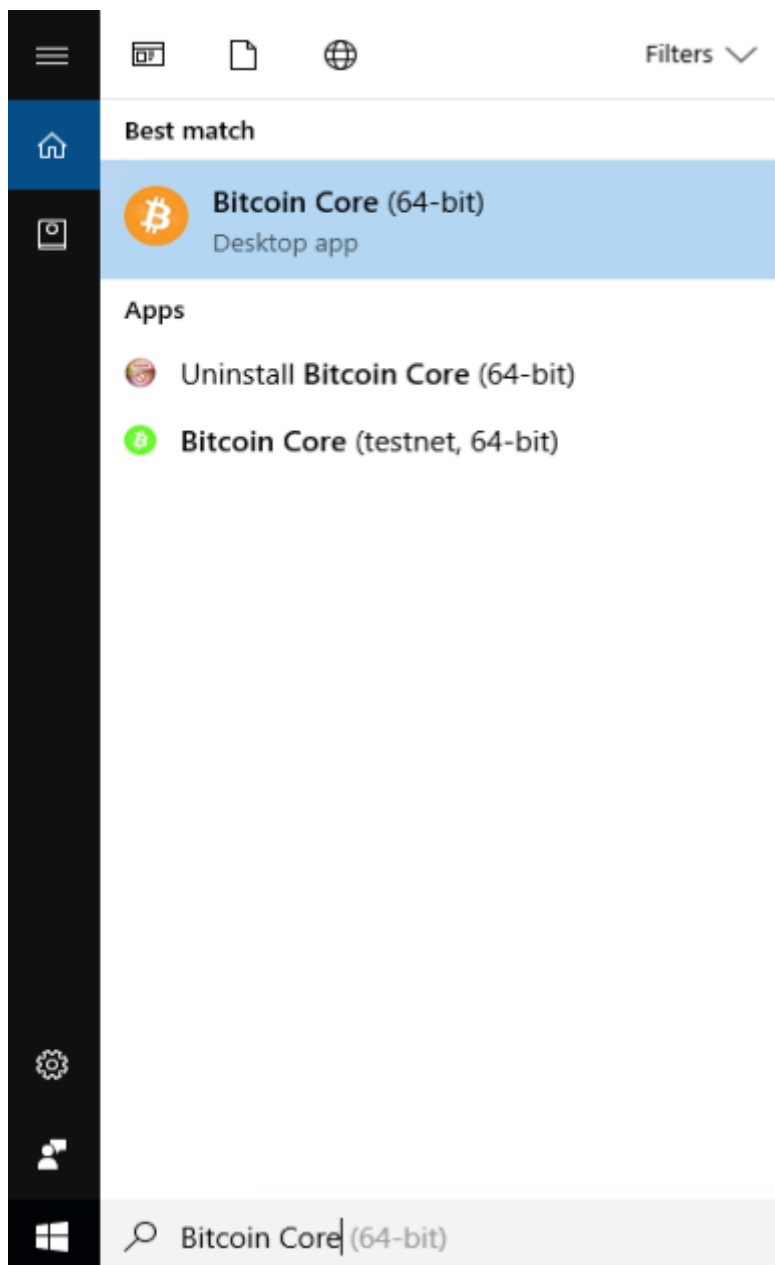 Filters
Best match
Bitcoin Core (64-bit)
Desktop app
Apps
Uninstall Bitcoin Core (64-bit)
Bitcoin Core (testnet, 64-bit)
Bitcoin Core (64-bit)